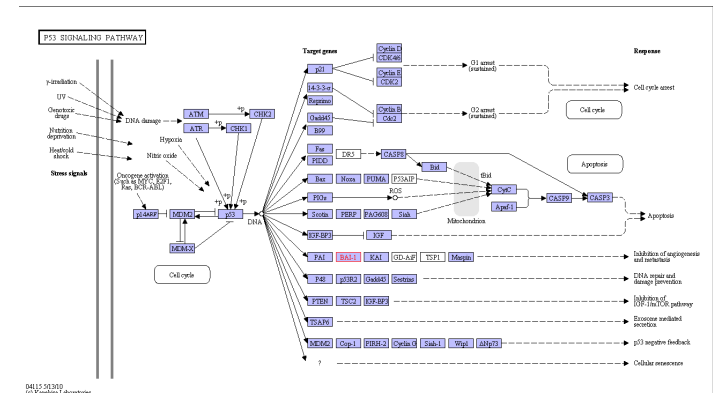 P53 SIGNALING PATHWAY
Target genes
Response
Cyclin D
CDK4/6
p21
G1 arrest
(sustained)
Cyclin E
CDK2
Cell cycle arrest
14-3-3-σ
Reprimo
Cyclin B
Cdc2
G2 arrest
(sustained)
Cell cycle
Gadd45
B99
γ-irradiation
UV
Genotoxic
drugs
Nutrition
deprivation
Heat/cold
shock
Stress signals
DNA damage
ATM
+p
CHK2
ATR
+p
CHK1
+p
Hypoxia
Nitric oxide
Oncogene activation
(Such as MYC, E2F1,
Ras, BCR-ABL)
+p
+p
p14ARF
MDM2
p53
DNA
MDM-X
Cell cycle
Fas
PIDD
DR5
CASP8
Bid
tBid
Apoptosis
Bax
Noxa
PUMA
P53AIP
CytC
PIGs
ROS
Apaf-1
CASP9
CASP3
Scotin
PERP
PAG608
Siah
Mitochondrion
Apoptosis
IGF-BP3
IGF
PAI
BAI-1
KAI
GD-AiF
TSP1
Maspin
Inhibition of angiogenesis
and metastasis
P48
p53R2
Gadd45
Sestrins
DNA repair and
damage prevention
PTEN
TSC2
IGF-BP3
Inhibition of
IGF-1/mTOR pathway
TSAP6
Exosome mediated
secretion
MDM2
Cop-1
PIRH-2
Cyclin G
Siah-1
Wip1
ΔNp73
p53 negative feedback
?
Cellular senescence
04115 5/13/10
(c) Kanehisa Laboratories